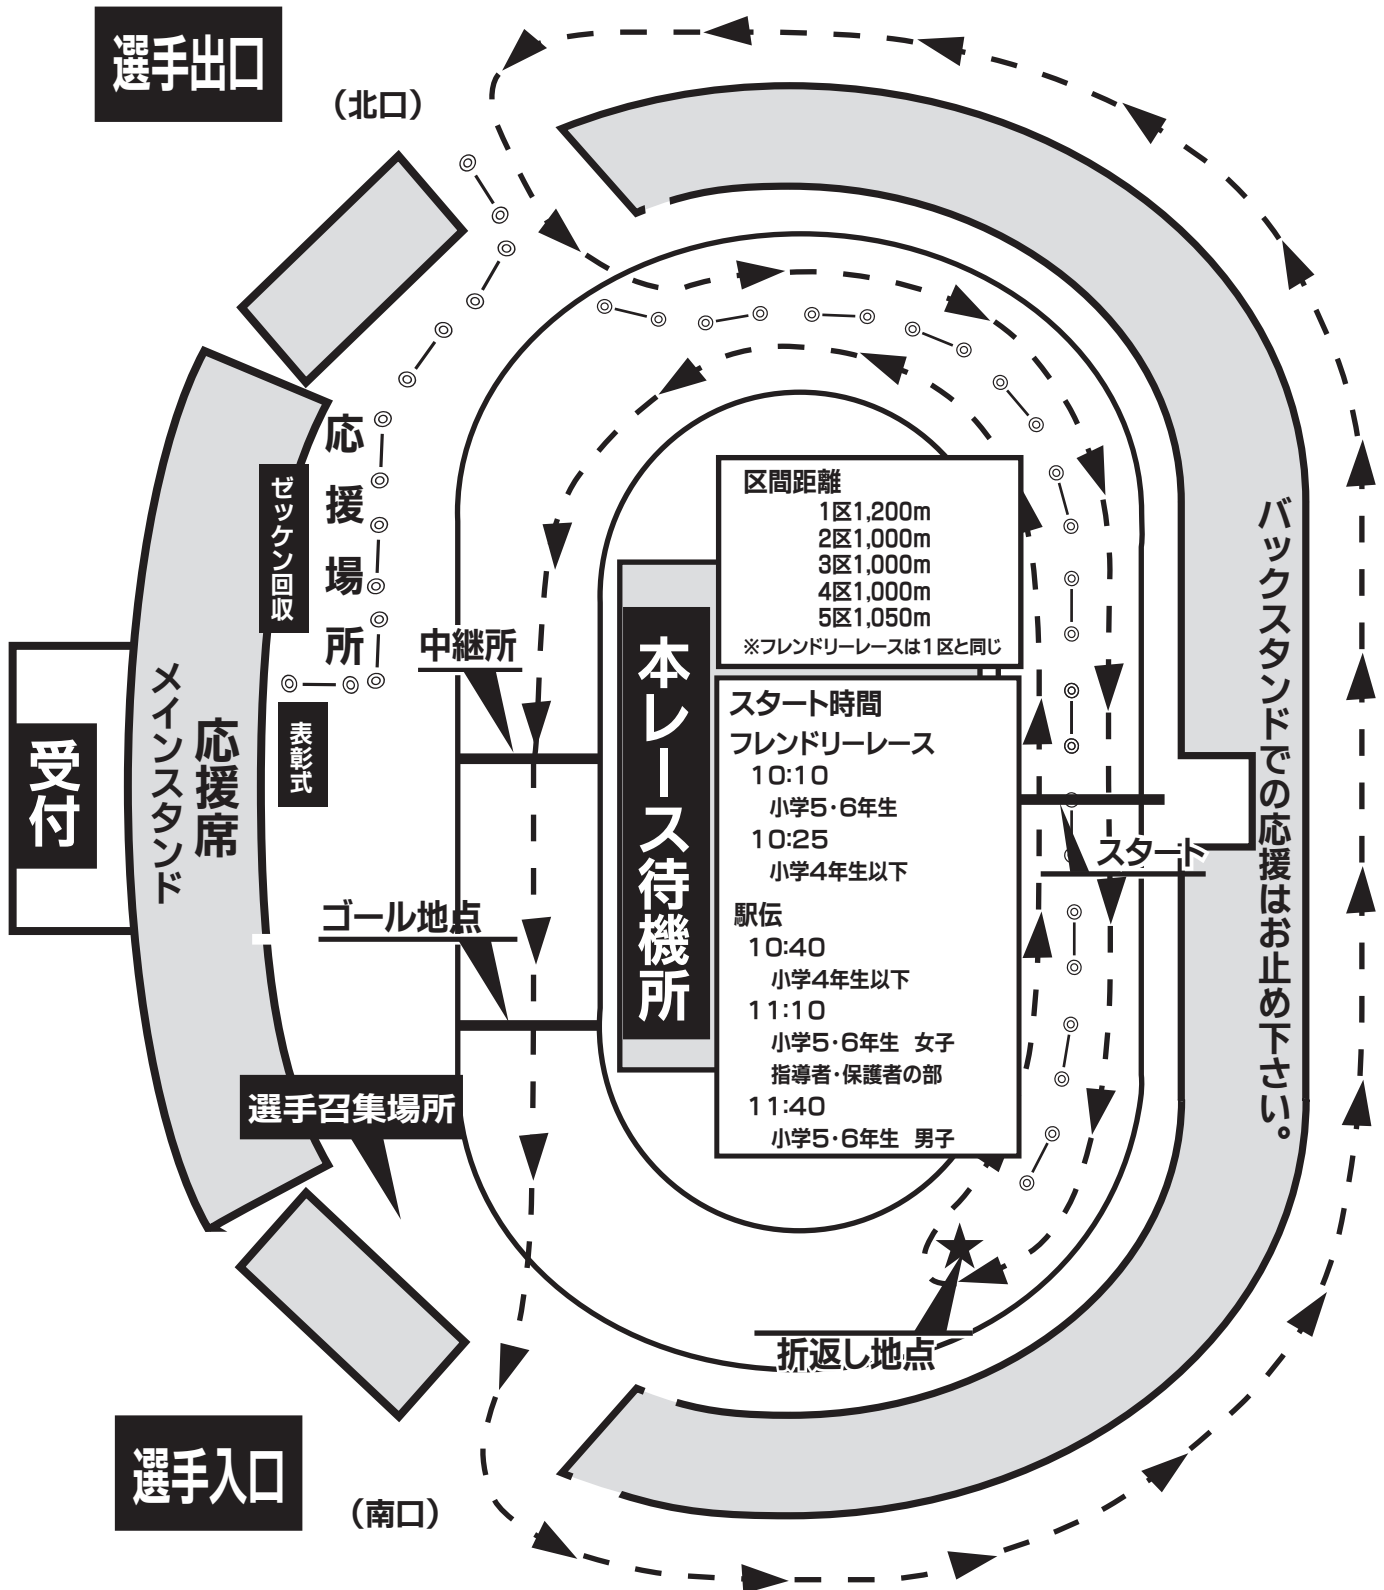 選手出口
（北口）
応援場所
ゼッケン回収
区間距離
1区1,200m
2区1,000m
3区1,000m
4区1,000m
5区1,050m
※フレンドリーレースは1区と同じ
バックスタンドでの応援はお止め下さい。
中継所
本レース待機所
メインスタンド
応援席
表彰式
受付
スタート時間
フレンドリーレース
10:10
小学5・6年生
10:25
小学4年生以下
駅伝
10:40
小学4年生以下
11:10
小学5・6年生 女子
指導者・保護者の部
11:40
小学5・6年生 男子
スタート
ゴール地点
選手召集場所
折返し地点
選手入口
（南口）